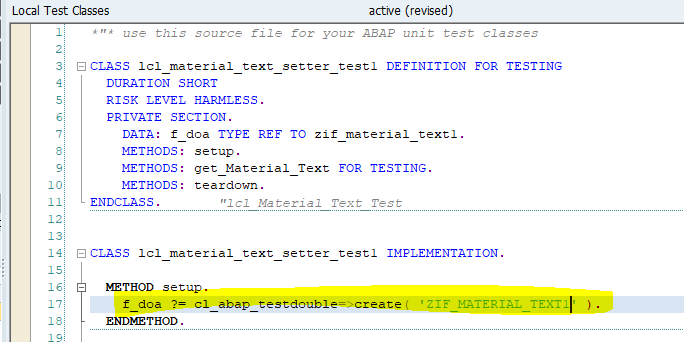 Local Test Classes active (revised)
1 *"* use this source file for your ABAP unit test classes
2
3 CLASS lcl_material_text_setter_test1 DEFINITION FOR TESTING
4 DURATION SHORT
5 RISK LEVEL HARMLESS.
6 PRIVATE SECTION.
7 DATA: f_doa TYPE REF TO zif_material_text1.
8 METHODS: setup.
9 METHODS: get_Material_Text FOR TESTING.
10 METHODS: teardown.
11 ENDCLASS. "lcl_Material_Text_Test
12
13
14 CLASS lcl_material_text_setter_test1 IMPLEMENTATION.
15
16 METHOD setup.
17 f_doa ?= cl_abap_testdouble=>create( 'ZIF_MATERIAL_TEXT1' ).
18 ENDMETHOD.
19